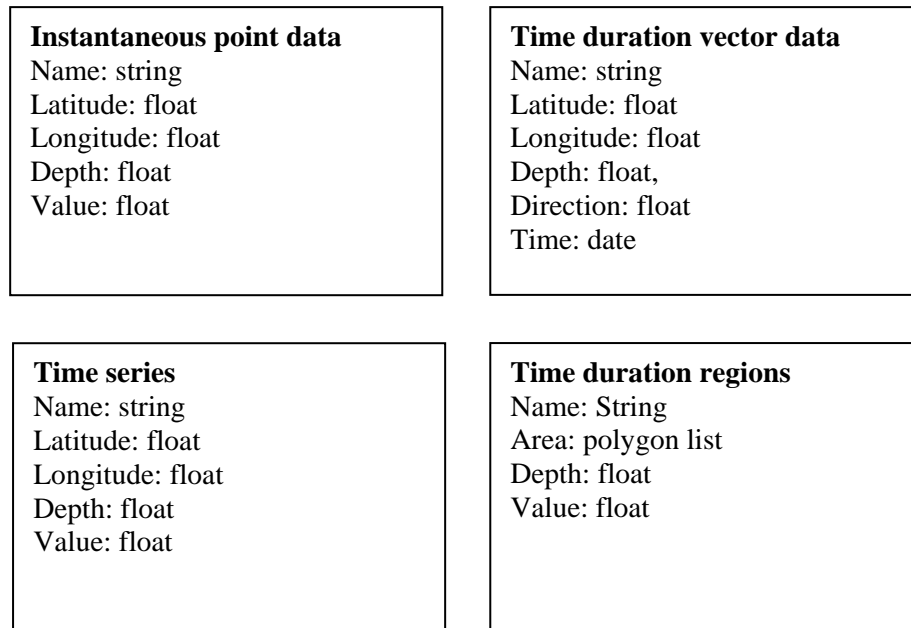 Instantaneous point data
Name: string
Latitude: float
Longitude: float
Depth: float
Value: float
Time duration vector data
Name: string
Latitude: float
Longitude: float
Depth: float,
Direction: float
Time: date
Time series
Name: string
Latitude: float
Longitude: float
Depth: float
Value: float
Time duration regions
Name: String
Area: polygon list
Depth: float
Value: float